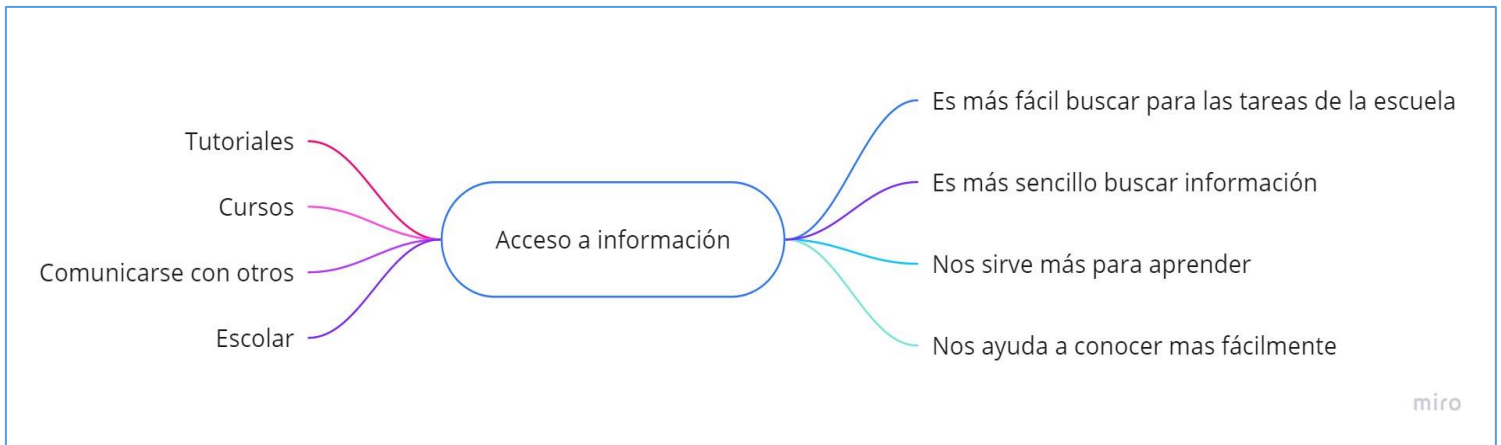 Tutoriales
Cursos
Comunicarse con otros
Escolar
Acceso a información
Es más fácil buscar para las tareas de la escuela
Es más sencillo buscar información
Nos sirve más para aprender
Nos ayuda a conocer mas fácilmente
miro